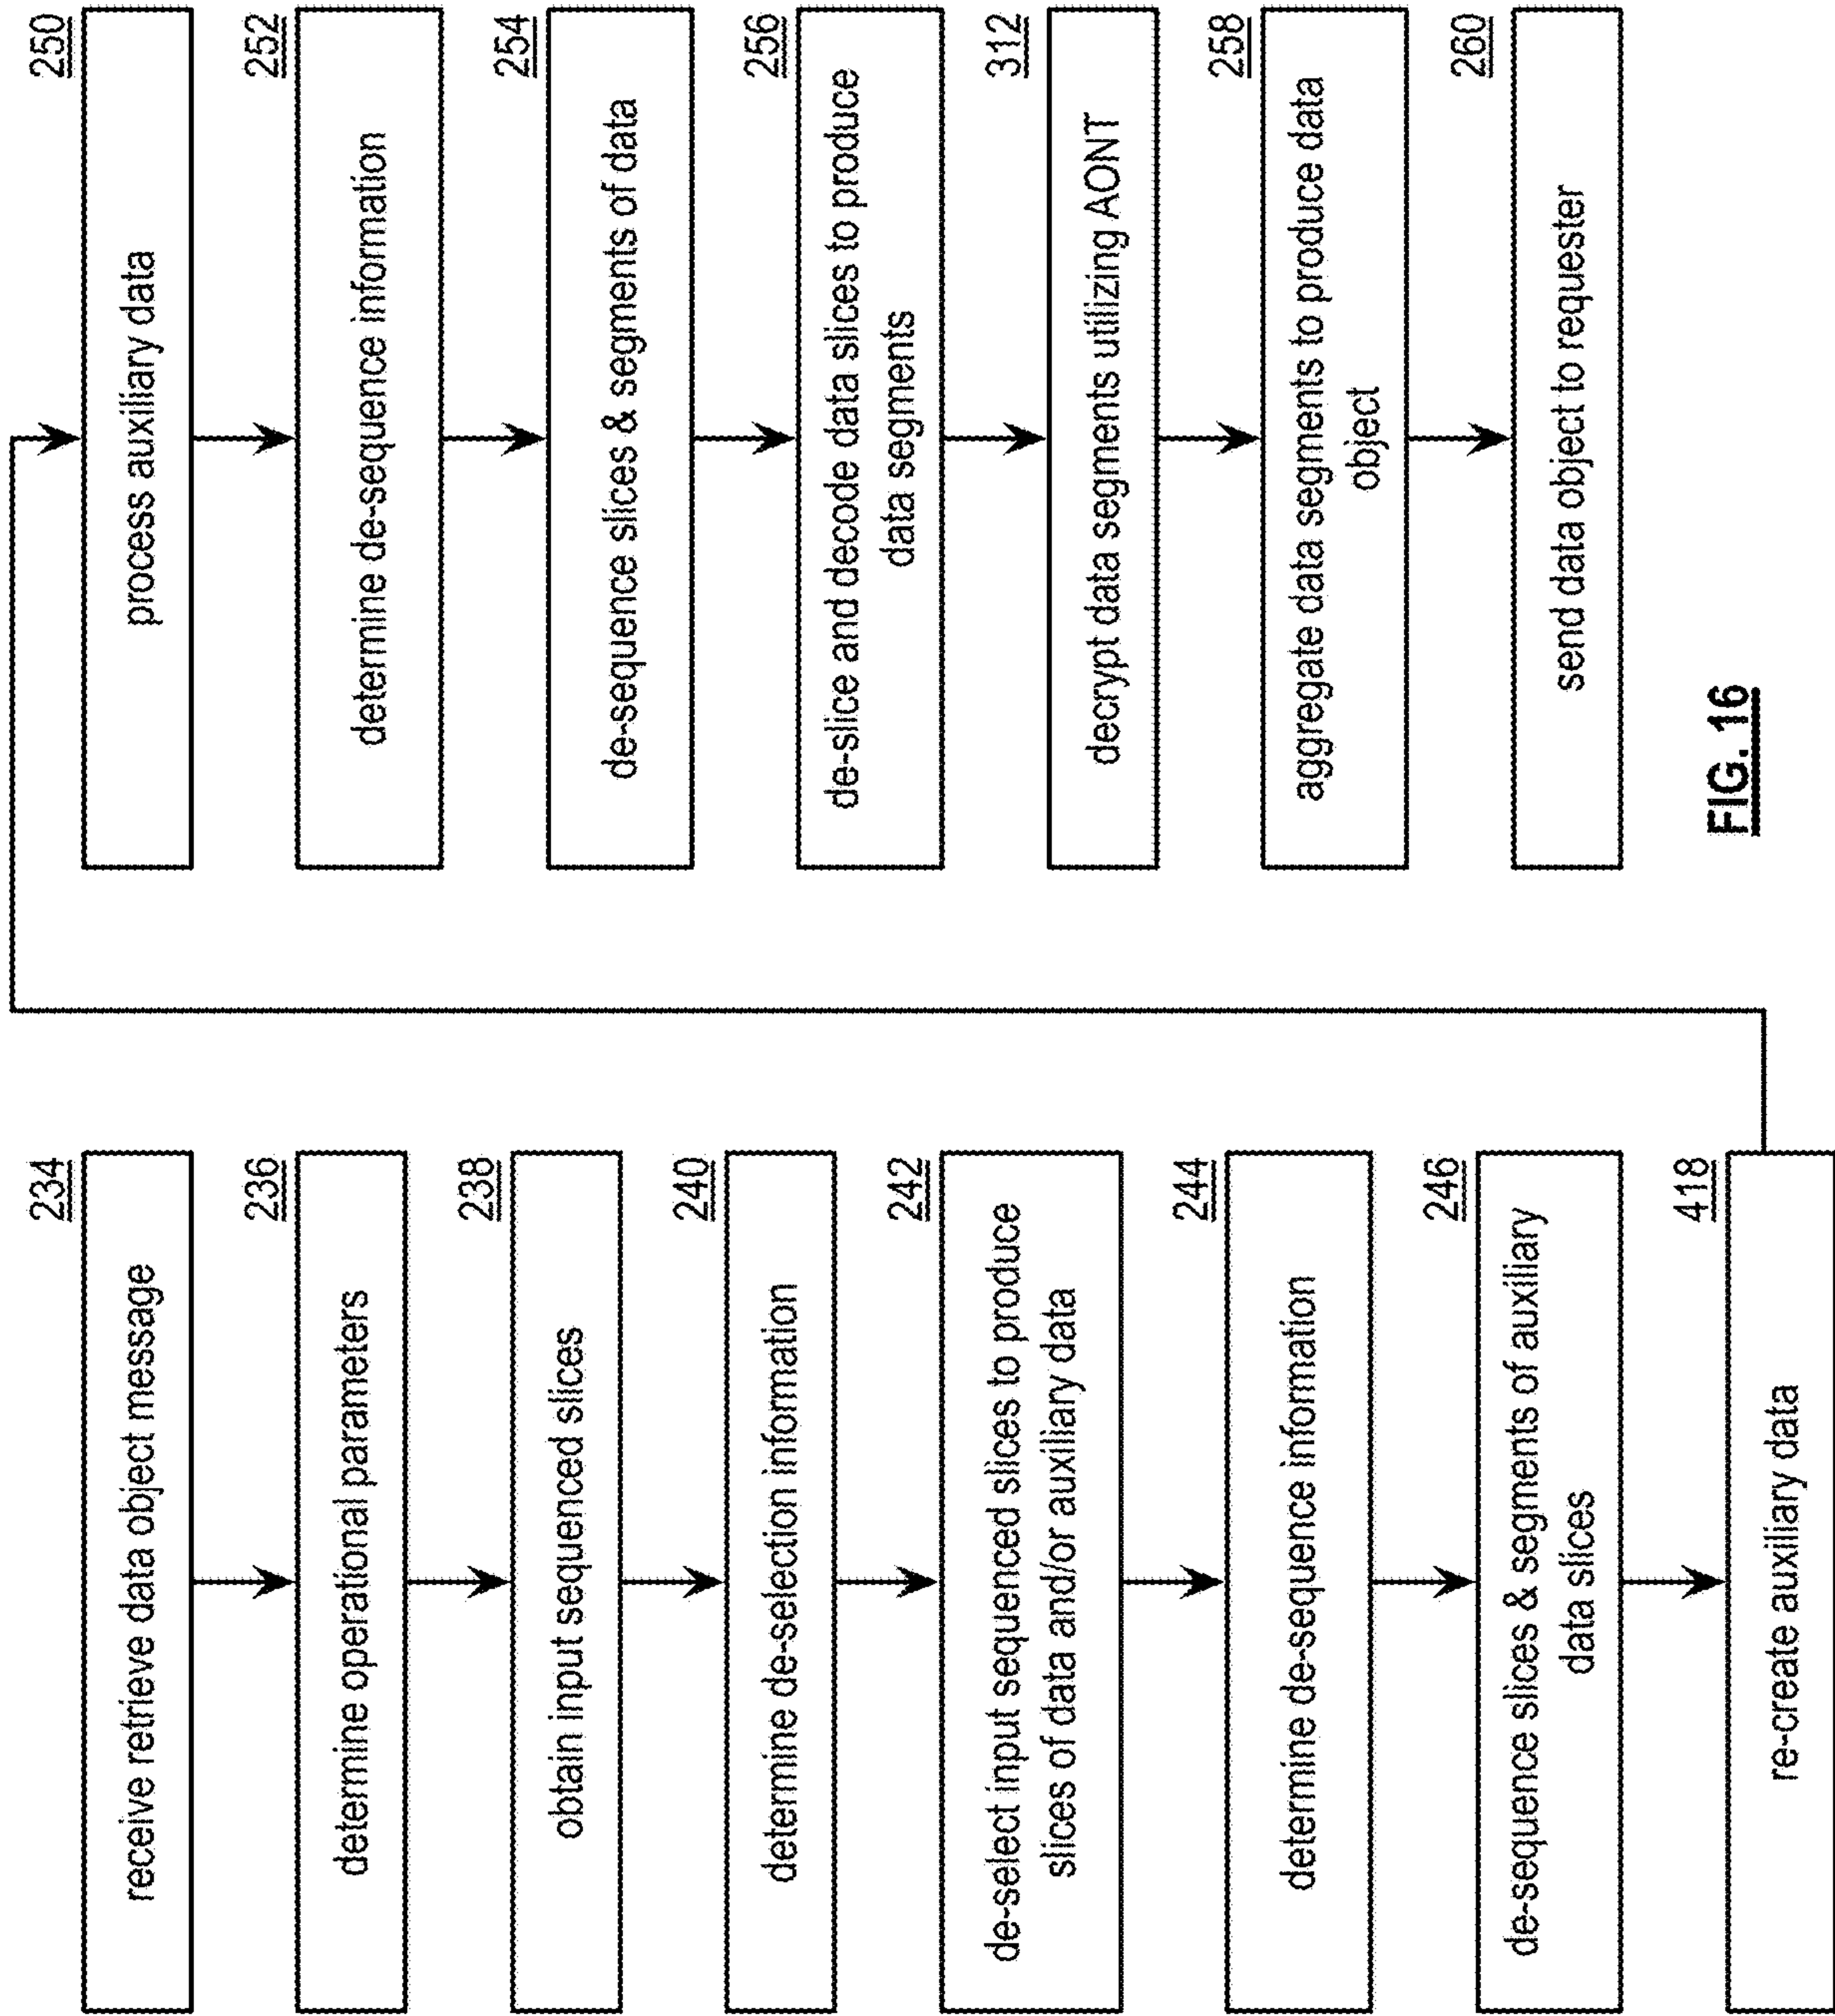 234
receive retrieve data object message
236
determine operational parameters
238
obtain input sequenced slices
240
determine de-selection information
242
de-select input sequenced slices to produce
slices of data and/or auxiliary data
244
determine de-sequence information
246
de-sequence slices & segments of auxiliary
data slices
418
re-create auxiliary data
250
process auxiliary data
252
determine de-sequence information
254
de-sequence slices & segments of data
256
de-slice and decode data slices to produce
data segments
312
decrypt data segments utilizing AONT
258
aggregate data segments to produce data
object
260
send data object to requester
FIG. 16